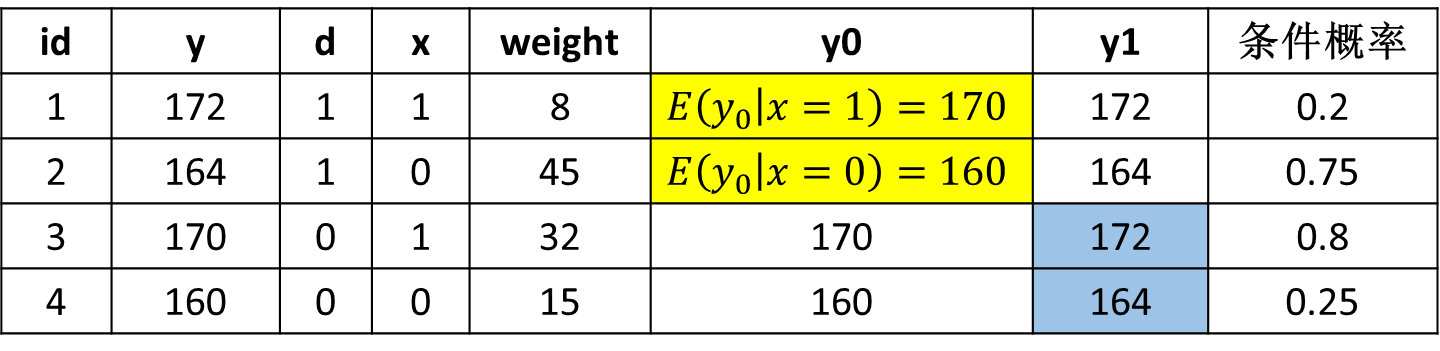 id y d x weight y0 y1 条件概率
1 172 1 1 8 E(y₀|x = 1) = 170 172 0.2
2 164 1 0 45 E(y₀|x = 0) = 160 164 0.75
3 170 0 1 32 170 172 0.8
4 160 0 0 15 160 164 0.25